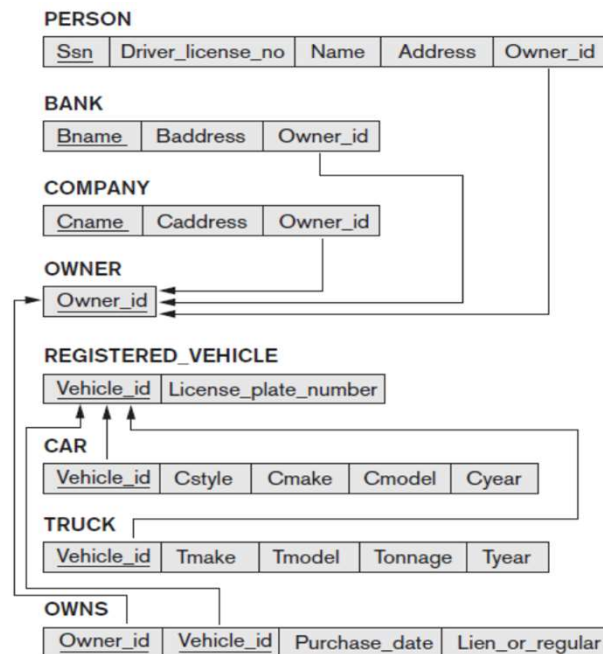 PERSON
Ssn Driver_license_no Name Address Owner_id
BANK
Bname Baddress Owner_id
COMPANY
Cname Caddress Owner_id
OWNER
Owner_id
REGISTERED_VEHICLE
Vehicle_id License_plate_number
CAR
Vehicle_id Cstyle Cmake Cmodel Cyear
TRUCK
Vehicle_id Tmake Tmodel Tonnage Tyear
OWNS
Owner_id Vehicle_id Purchase_date Lien_or_regular